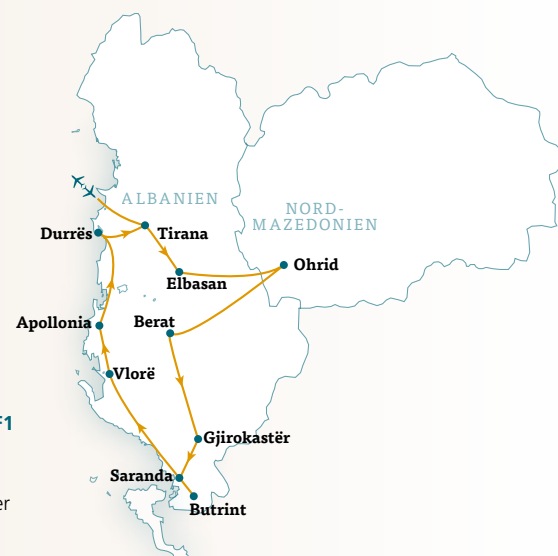 ALBANIEN
NORD-
MAZEDONIEN
Durrës
Tirana
Ohrid
Elbasan
Apollonia
Berat
Vlorë
Gjirokastër
Saranda
Butrint